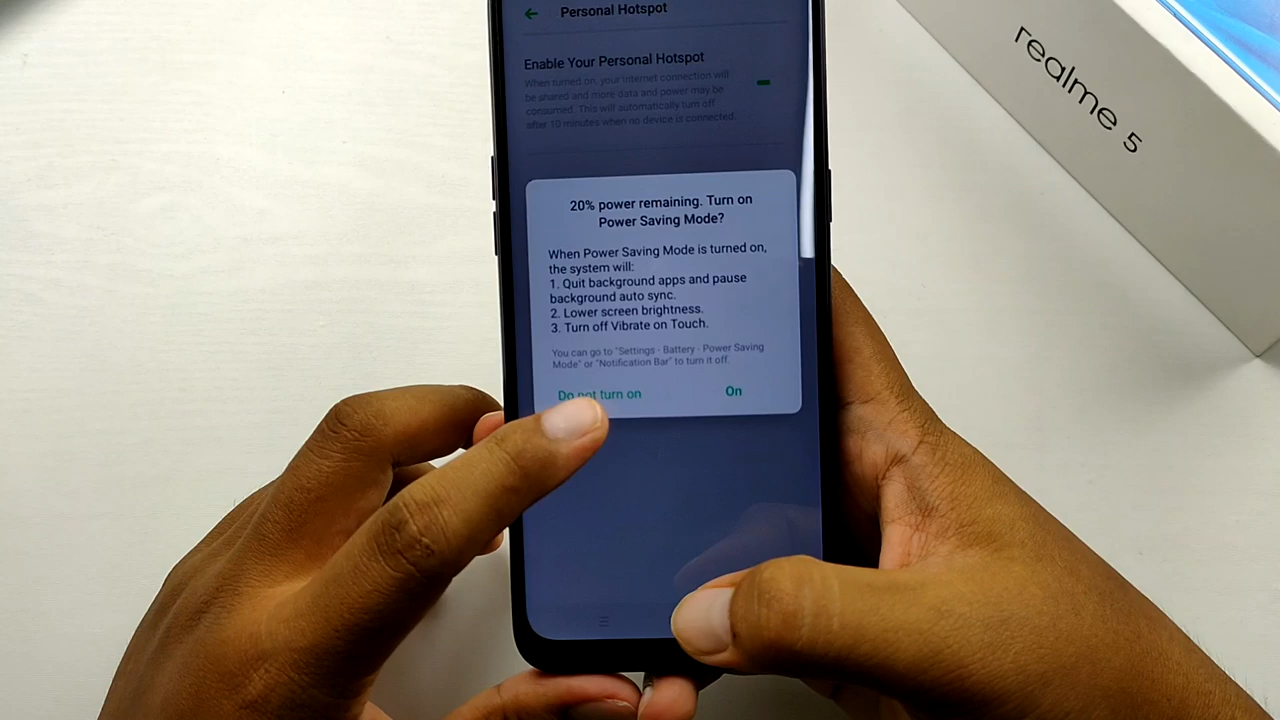 Personal Hotspot
Enable Your Personal Hotspot
When turned on, your Internet connection will
be shared and more data and power may be
consumed. This will automatically turn off
after 10 minutes when no device is connected.
20% power remaining. Turn on
Power Saving Mode?
When Power Saving Mode is turned on,
the system will:
1. Quit background apps and pause
background auto sync.
2. Lower screen brightness.
3. Turn off Vibrate on Touch.
You can go to "Settings - Battery - Power Saving
Mode" or "Notification Bar" to turn it off.
Do not turn on
On
realme 5